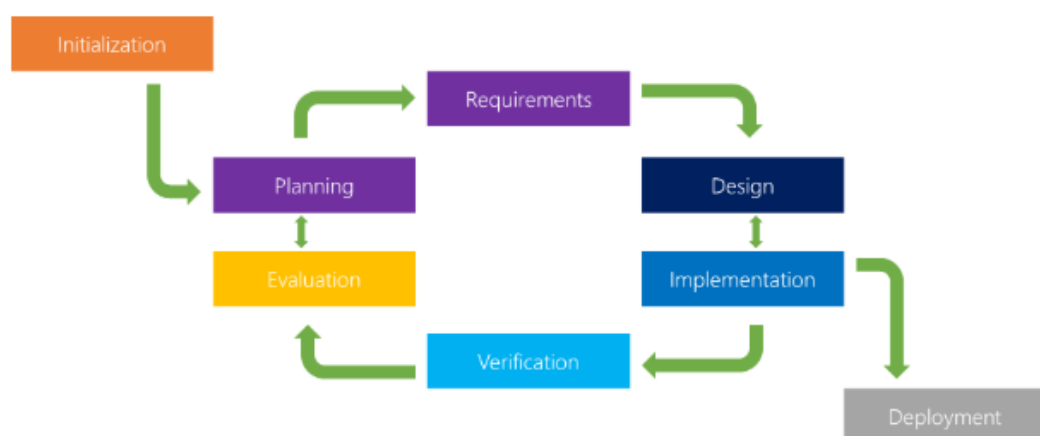 Initialization
Requirements
Planning
Design
Evaluation
Implementation
Verification
Deployment